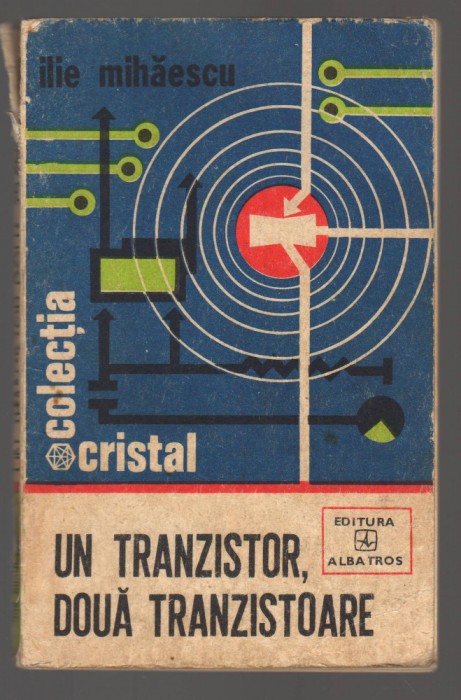 ilie mihăescu
colecția
cristal
UN TRANZISTOR,
DOUĂ TRANZISTOARE
EDITURA
ALBATROS